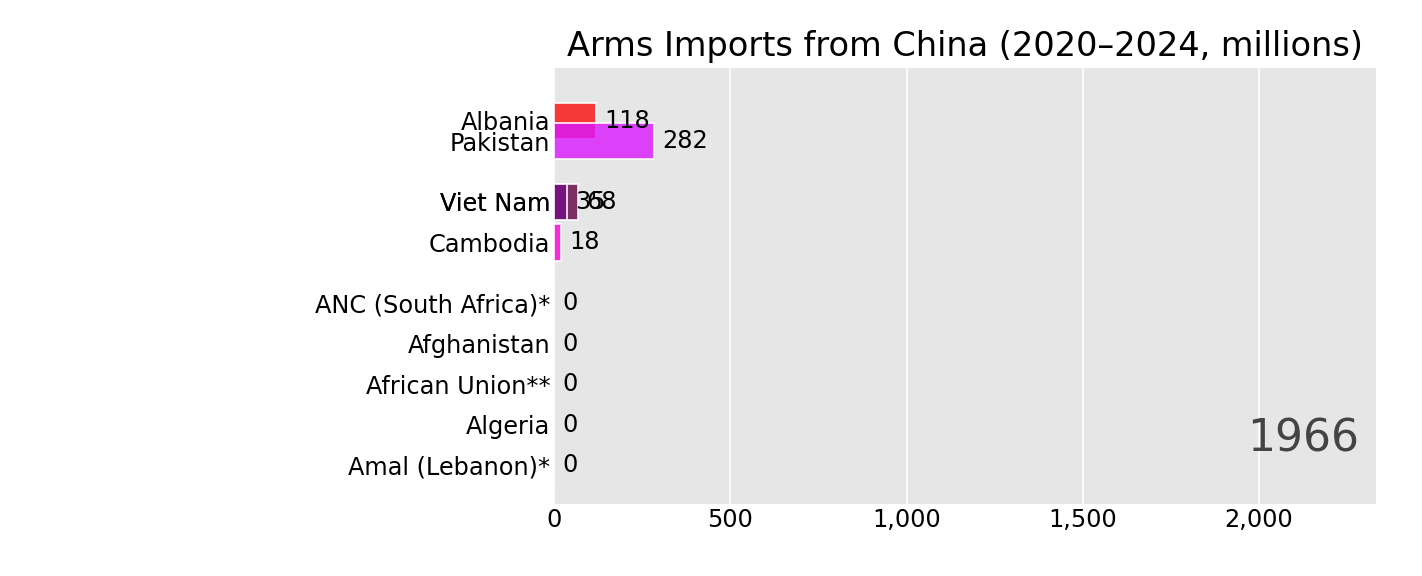 Arms Imports from China (2020–2024, millions)
Albania 118
Pakistan 282
Viet Nam 35 68
Cambodia 18
ANC (South Africa)* 0
Afghanistan 0
African Union** 0
Algeria 0
Amal (Lebanon)* 0
1966
0 500 1,000 1,500 2,000